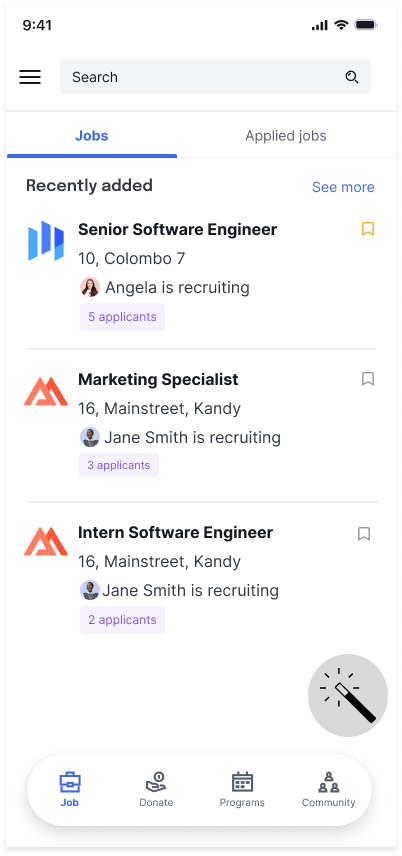 9:41
Search
Jobs
Applied jobs
Recently added
See more
Senior Software Engineer
10, Colombo 7
Angela is recruiting
5 applicants
Marketing Specialist
16, Mainstreet, Kandy
Jane Smith is recruiting
3 applicants
Intern Software Engineer
16, Mainstreet, Kandy
Jane Smith is recruiting
2 applicants
Job
Donate
Programs
Community